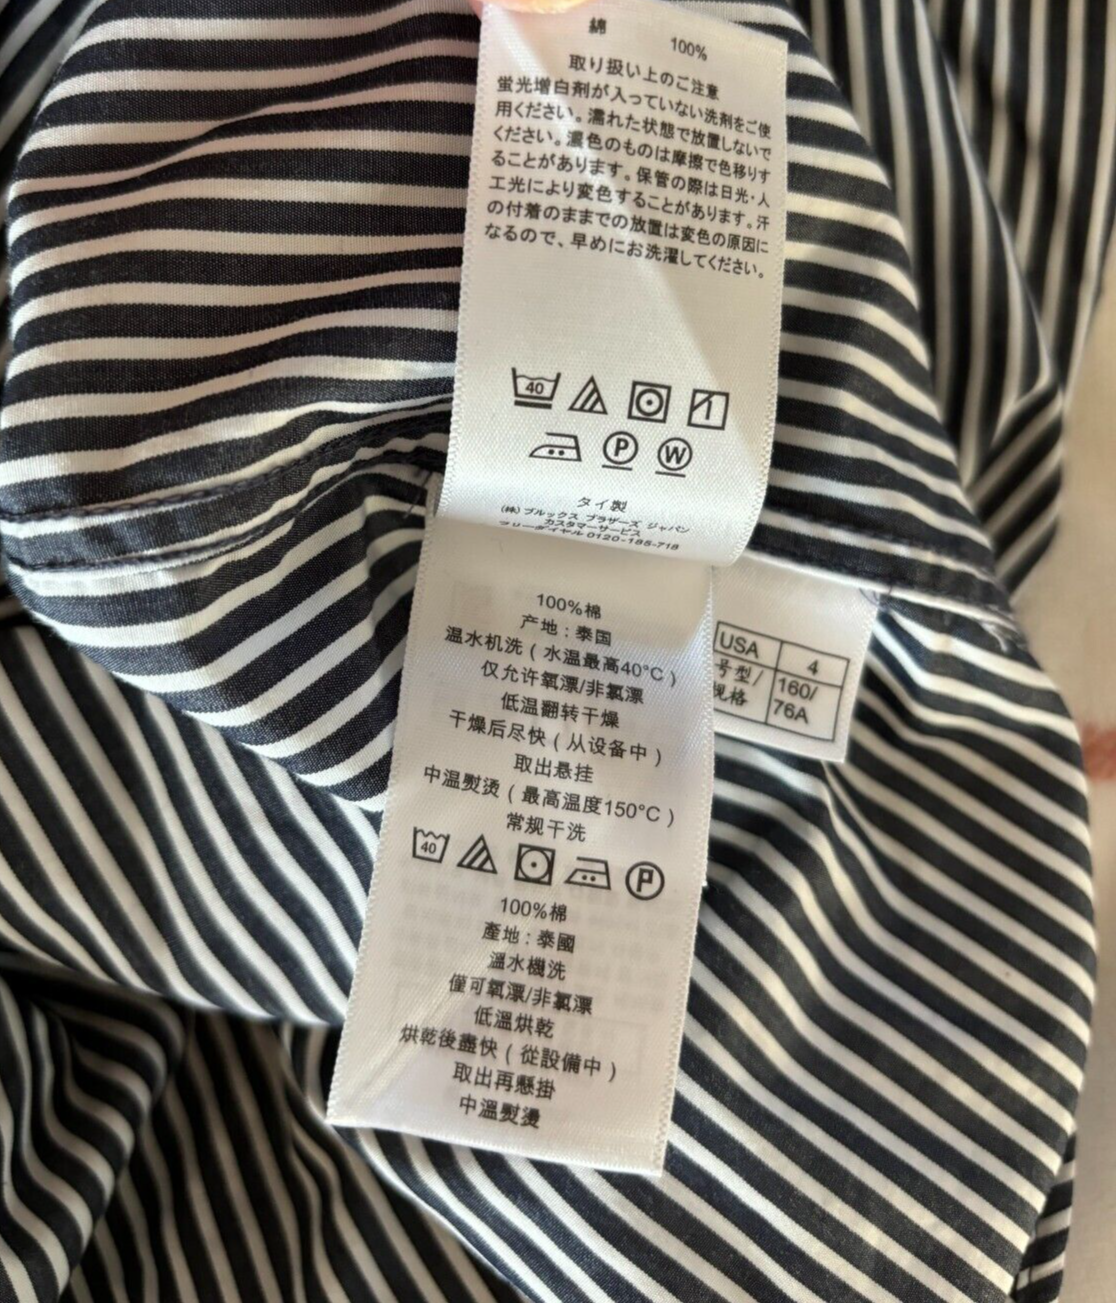 綿 100%
取り扱い上のご注意
蛍光増白剤が入っていない洗剤をご使
用ください。濡れた状態で放置しないで
ください。濃色のものは摩擦で色移りす
ることがあります。保管の際は日光・人
工光により変色することがあります。汗
の付着のままでの放置は変色の原因に
なるので、早めにお洗濯してください。
40
P W
タイ製
(株) ブルックス ブラザーズ ジャパン
カスタマーサービス
フリーダイヤル 0120-185-718
100%棉
产地 : 泰国
温水机洗 ( 水温最高40°C )
仅允许氧漂/非氯漂
低温翻转干燥
干燥后尽快 ( 从设备中 )
取出悬挂
中温熨烫 ( 最高温度150°C )
常规干洗
40 P
100%棉
產地 : 泰國
溫水機洗
僅可氧漂/非氯漂
低溫烘乾
烘乾後盡快 ( 從設備中 )
取出再懸掛
中溫熨燙
USA 4
号型/ 160/
规格 76A